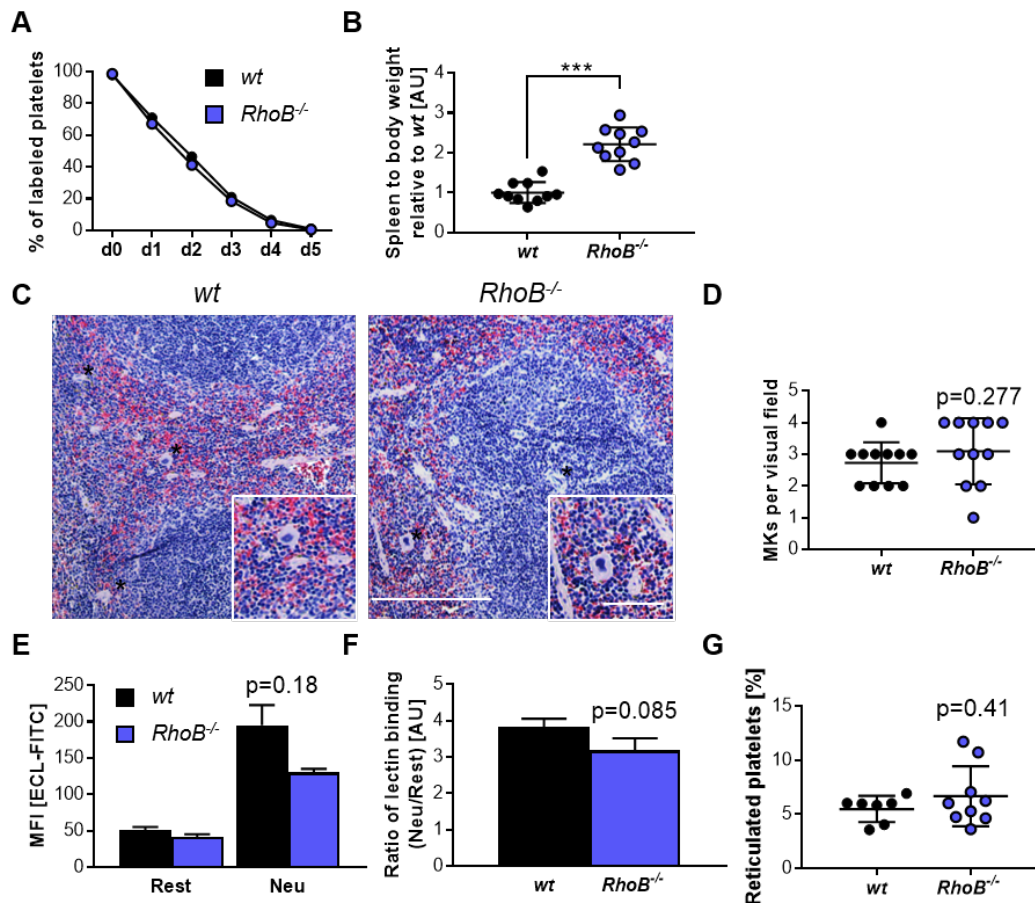 A
% of labeled platelets
100
80
60
40
20
0
d0 d1 d2 d3 d4 d5
wt
RhoB-/-
B
Spleen to body weight
relative to wt [AU]
4
3
2
1
0
***
wt RhoB-/-
C
wt RhoB-/-
*
*
*
*
*
D
MKs per visual field
5
4
3
2
1
0
p=0.277
wt RhoB-/-
E
MFI [ECL-FITC]
250
200
150
100
50
0
wt
RhoB-/-
p=0.18
Rest Neu
F
Ratio of lectin binding
(Neu/Rest) [AU]
5
4
3
2
1
0
p=0.085
wt RhoB-/-
G
Reticulated platelets [%]
15
10
5
0
p=0.41
wt RhoB-/-